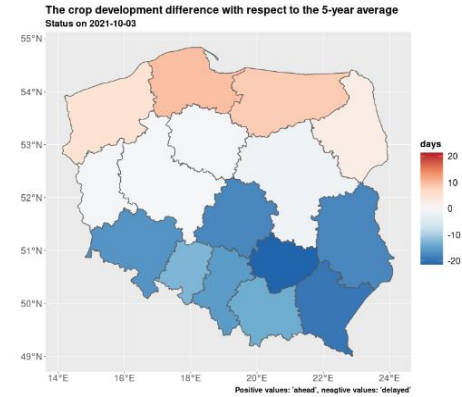 The crop development difference with respect to the 5-year average
Status on 2021-10-03
55°N
54°N
53°N
52°N
51°N
50°N
49°N
days
20
10
0
-10
-20
14°E 16°E 18°E 20°E 22°E 24°E
Positive values: 'ahead', neagtive values: 'delayed'